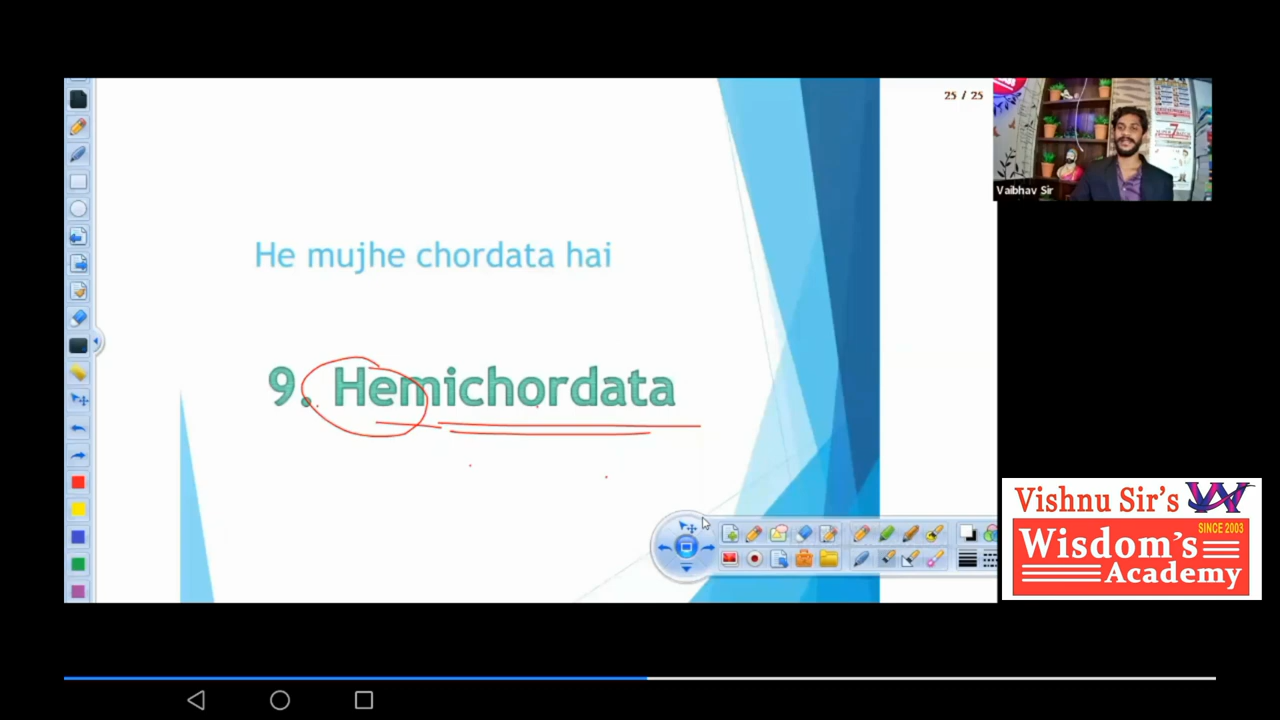 25 / 25
Vaibhav Sir
He mujhe chordata hai
9. Hemichordata
Vishnu Sir's
SINCE 2003
Wisdom's
Academy